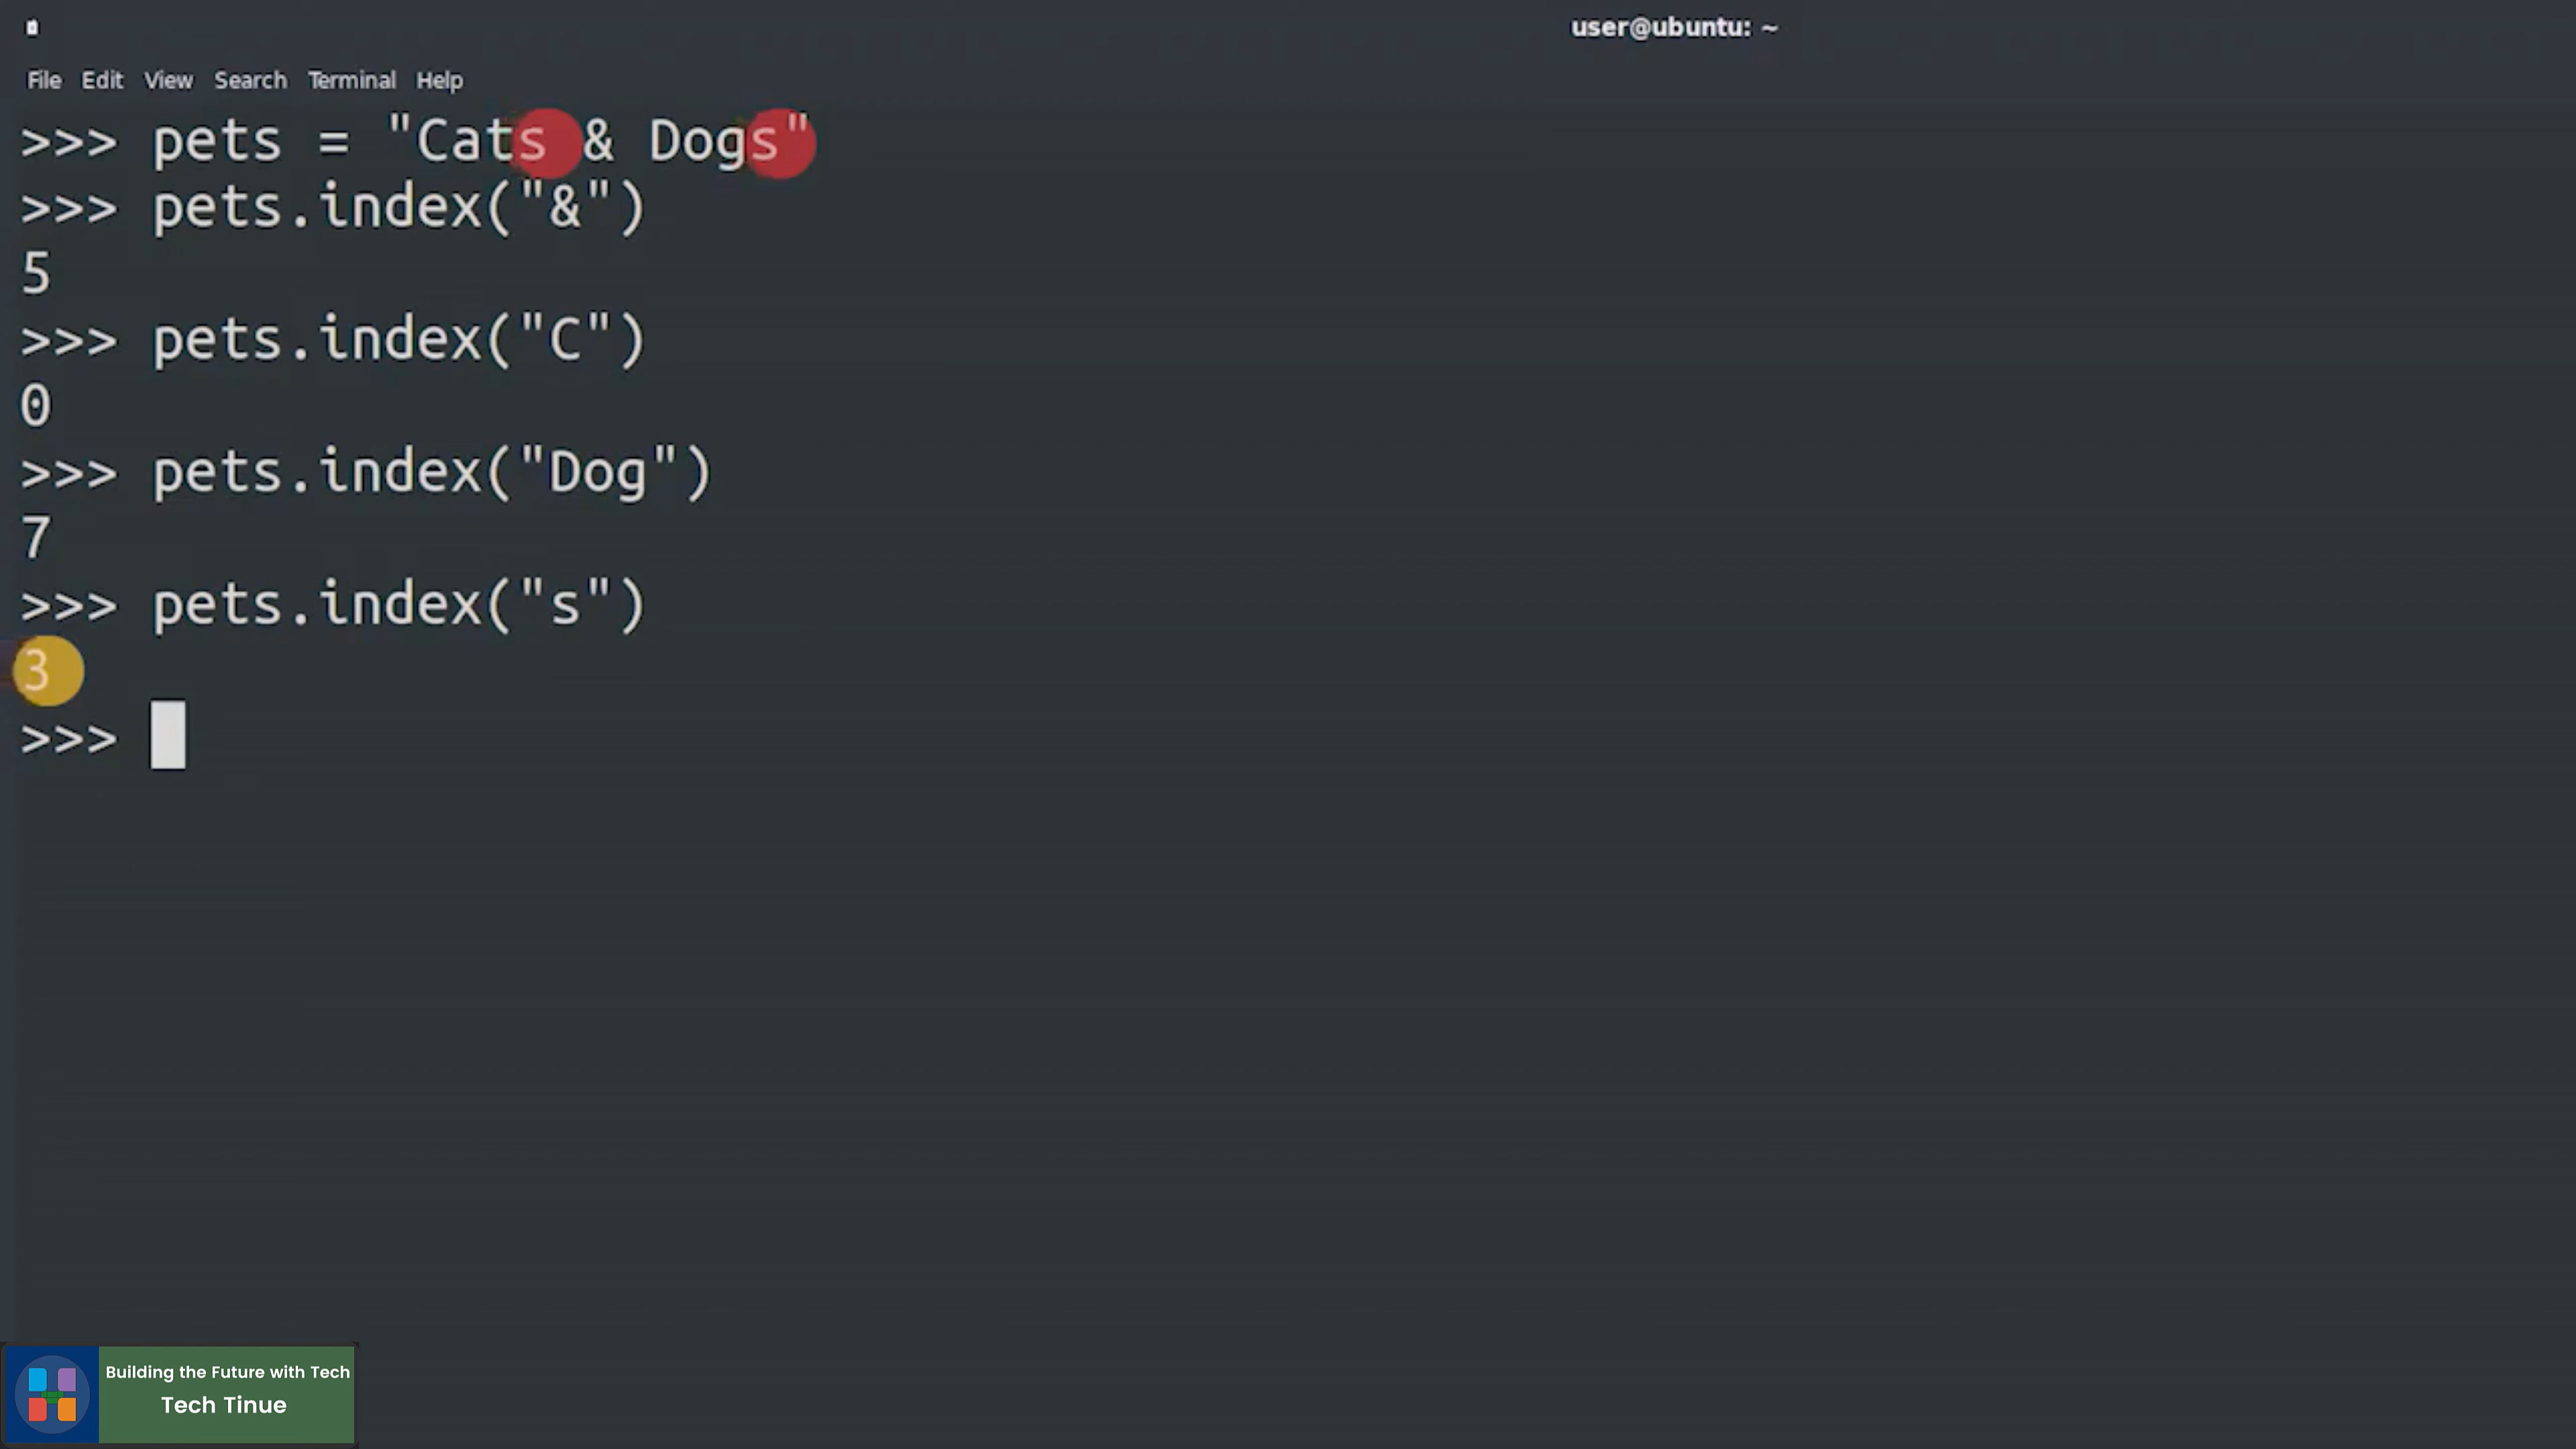 user@ubuntu: ~
File Edit View Search Terminal Help
>>> pets = "Cats & Dogs"
>>> pets.index("&")
5
>>> pets.index("C")
0
>>> pets.index("Dog")
7
>>> pets.index("s")
3
>>>
Building the Future with Tech
Tech Tinue